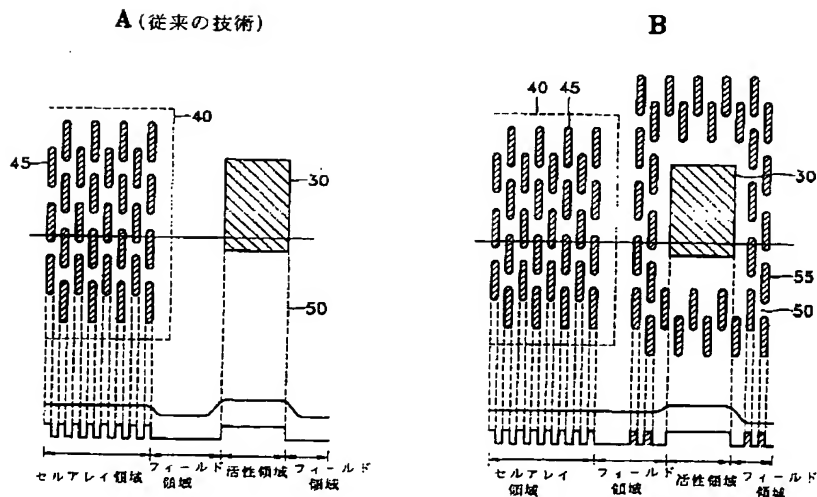 A (従来の技術)
B
40
45
30
50
セルアレイ領域
フィールド
領域
活性領域
フィールド
領域
40
45
30
55
50
セルアレイ
領域
フィールド
領域
活性領域
フィールド
領域